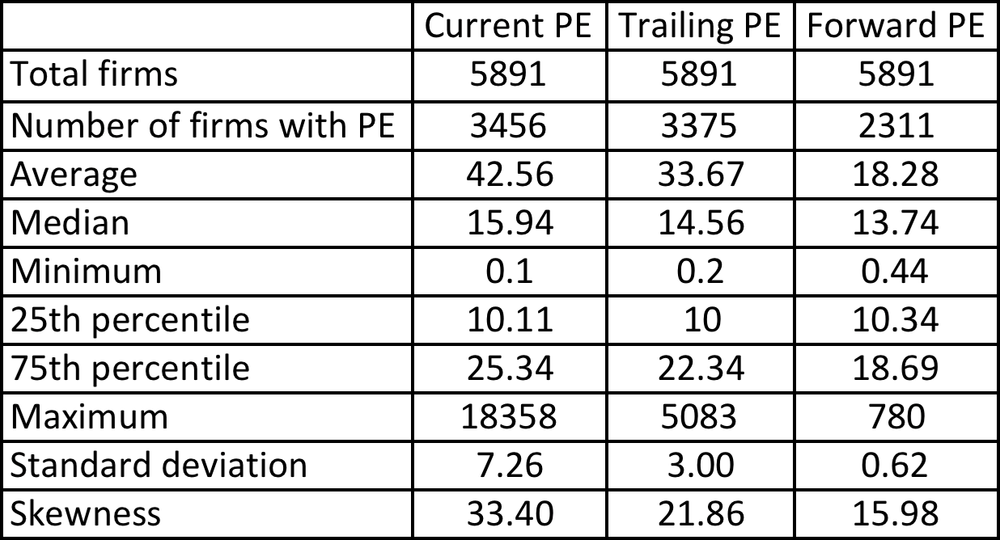 Current PE Trailing PE Forward PE
Total firms 5891 5891 5891
Number of firms with PE 3456 3375 2311
Average 42.56 33.67 18.28
Median 15.94 14.56 13.74
Minimum 0.1 0.2 0.44
25th percentile 10.11 10 10.34
75th percentile 25.34 22.34 18.69
Maximum 18358 5083 780
Standard deviation 7.26 3.00 0.62
Skewness 33.40 21.86 15.98